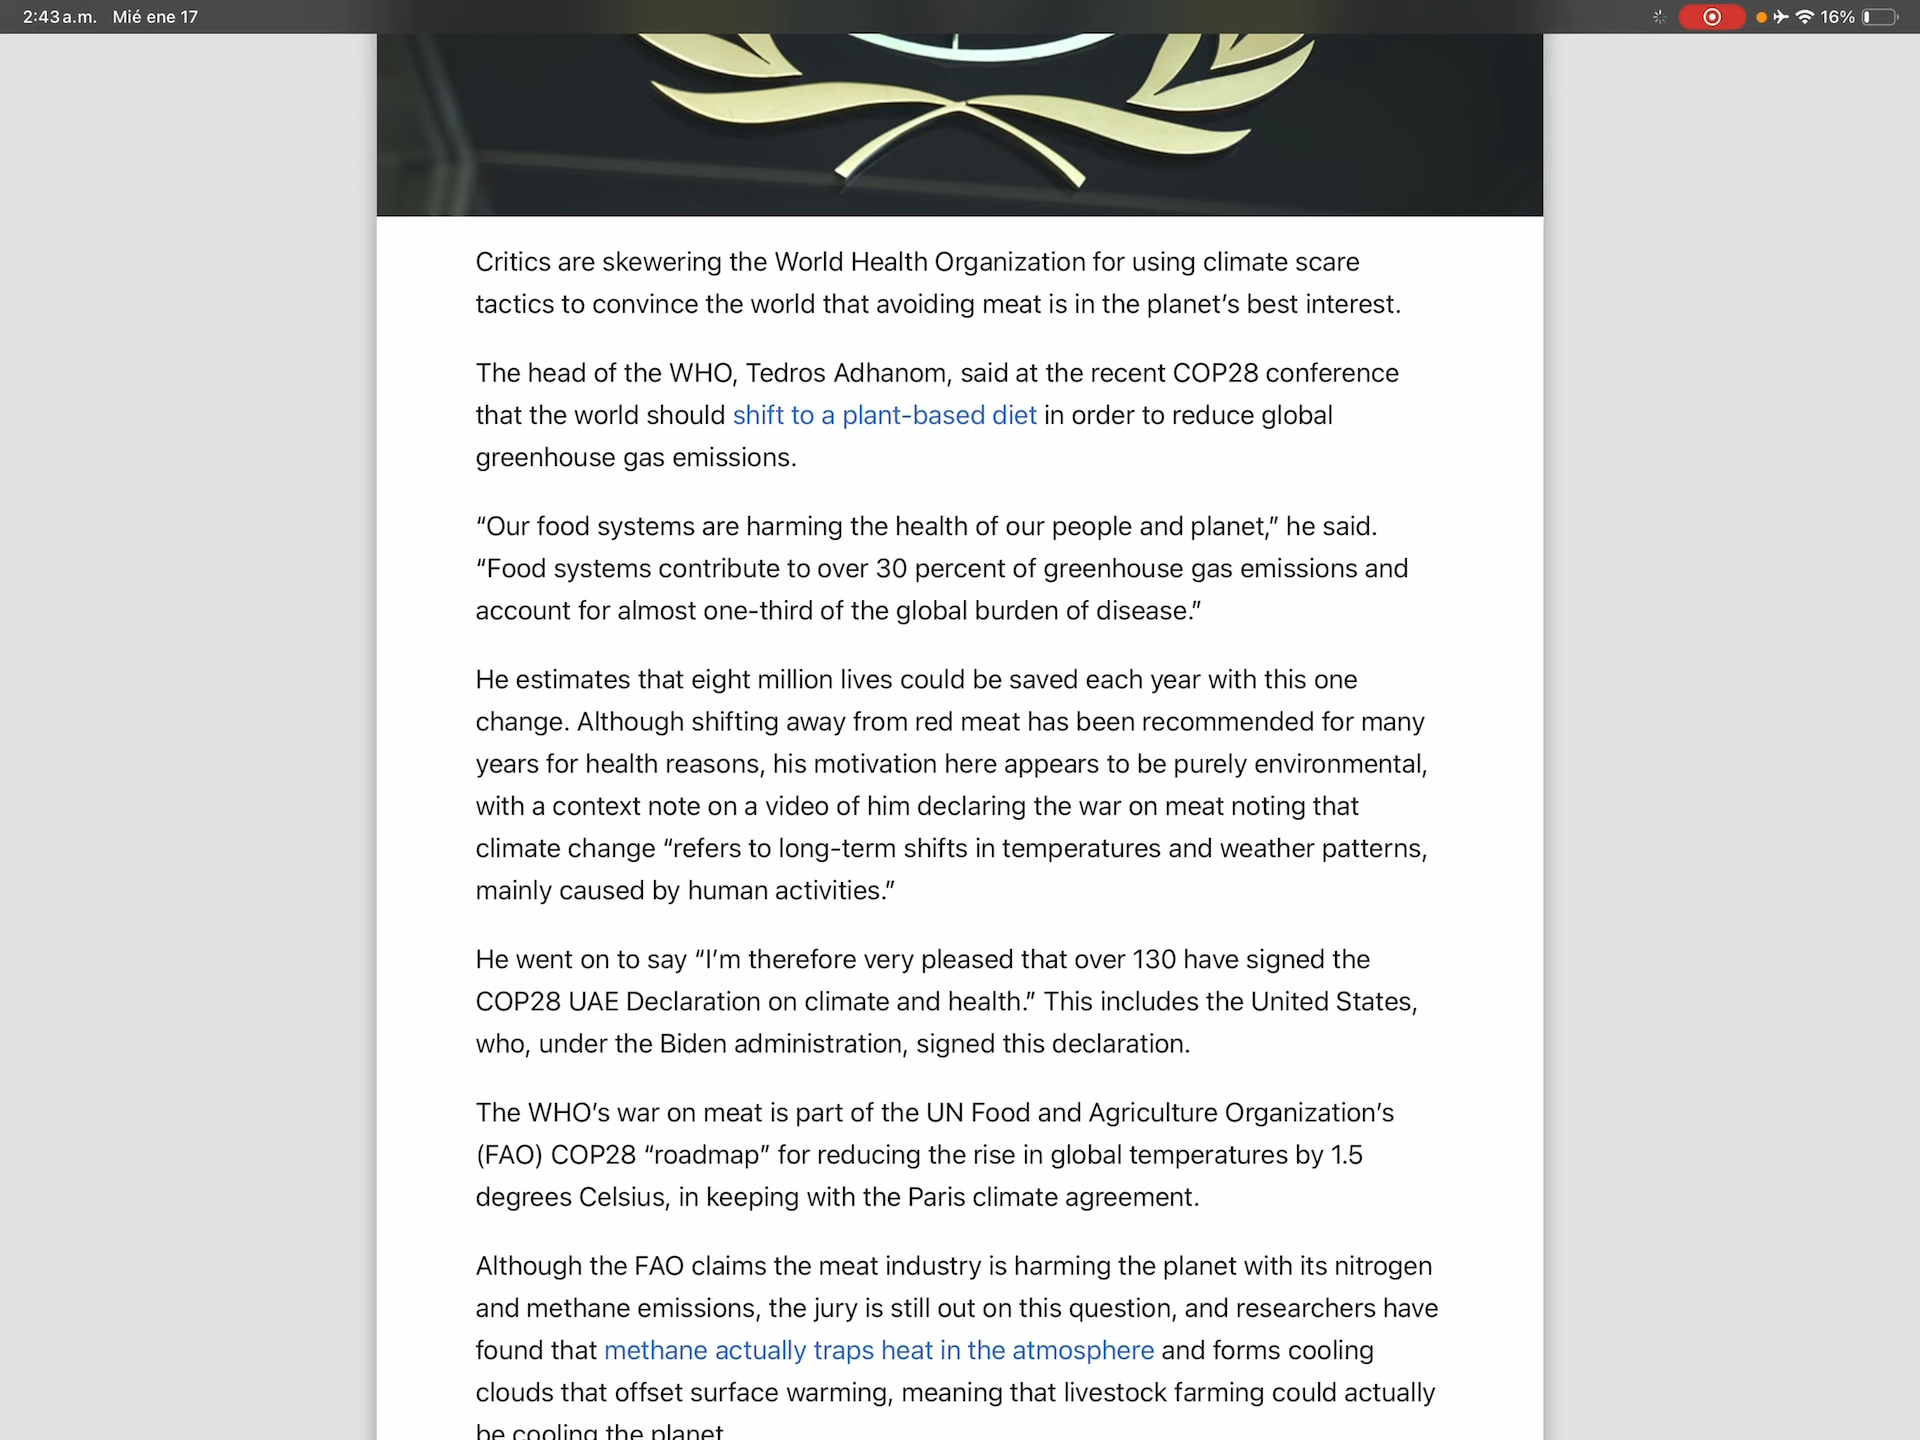 2:43 a.m. Mié ene 17
16%
Critics are skewering the World Health Organization for using climate scare
tactics to convince the world that avoiding meat is in the planet’s best interest.
The head of the WHO, Tedros Adhanom, said at the recent COP28 conference
that the world should shift to a plant-based diet in order to reduce global
greenhouse gas emissions.
“Our food systems are harming the health of our people and planet,” he said.
“Food systems contribute to over 30 percent of greenhouse gas emissions and
account for almost one-third of the global burden of disease.”
He estimates that eight million lives could be saved each year with this one
change. Although shifting away from red meat has been recommended for many
years for health reasons, his motivation here appears to be purely environmental,
with a context note on a video of him declaring the war on meat noting that
climate change “refers to long-term shifts in temperatures and weather patterns,
mainly caused by human activities.”
He went on to say “I’m therefore very pleased that over 130 have signed the
COP28 UAE Declaration on climate and health.” This includes the United States,
who, under the Biden administration, signed this declaration.
The WHO’s war on meat is part of the UN Food and Agriculture Organization’s
(FAO) COP28 “roadmap” for reducing the rise in global temperatures by 1.5
degrees Celsius, in keeping with the Paris climate agreement.
Although the FAO claims the meat industry is harming the planet with its nitrogen
and methane emissions, the jury is still out on this question, and researchers have
found that methane actually traps heat in the atmosphere and forms cooling
clouds that offset surface warming, meaning that livestock farming could actually
be cooling the planet